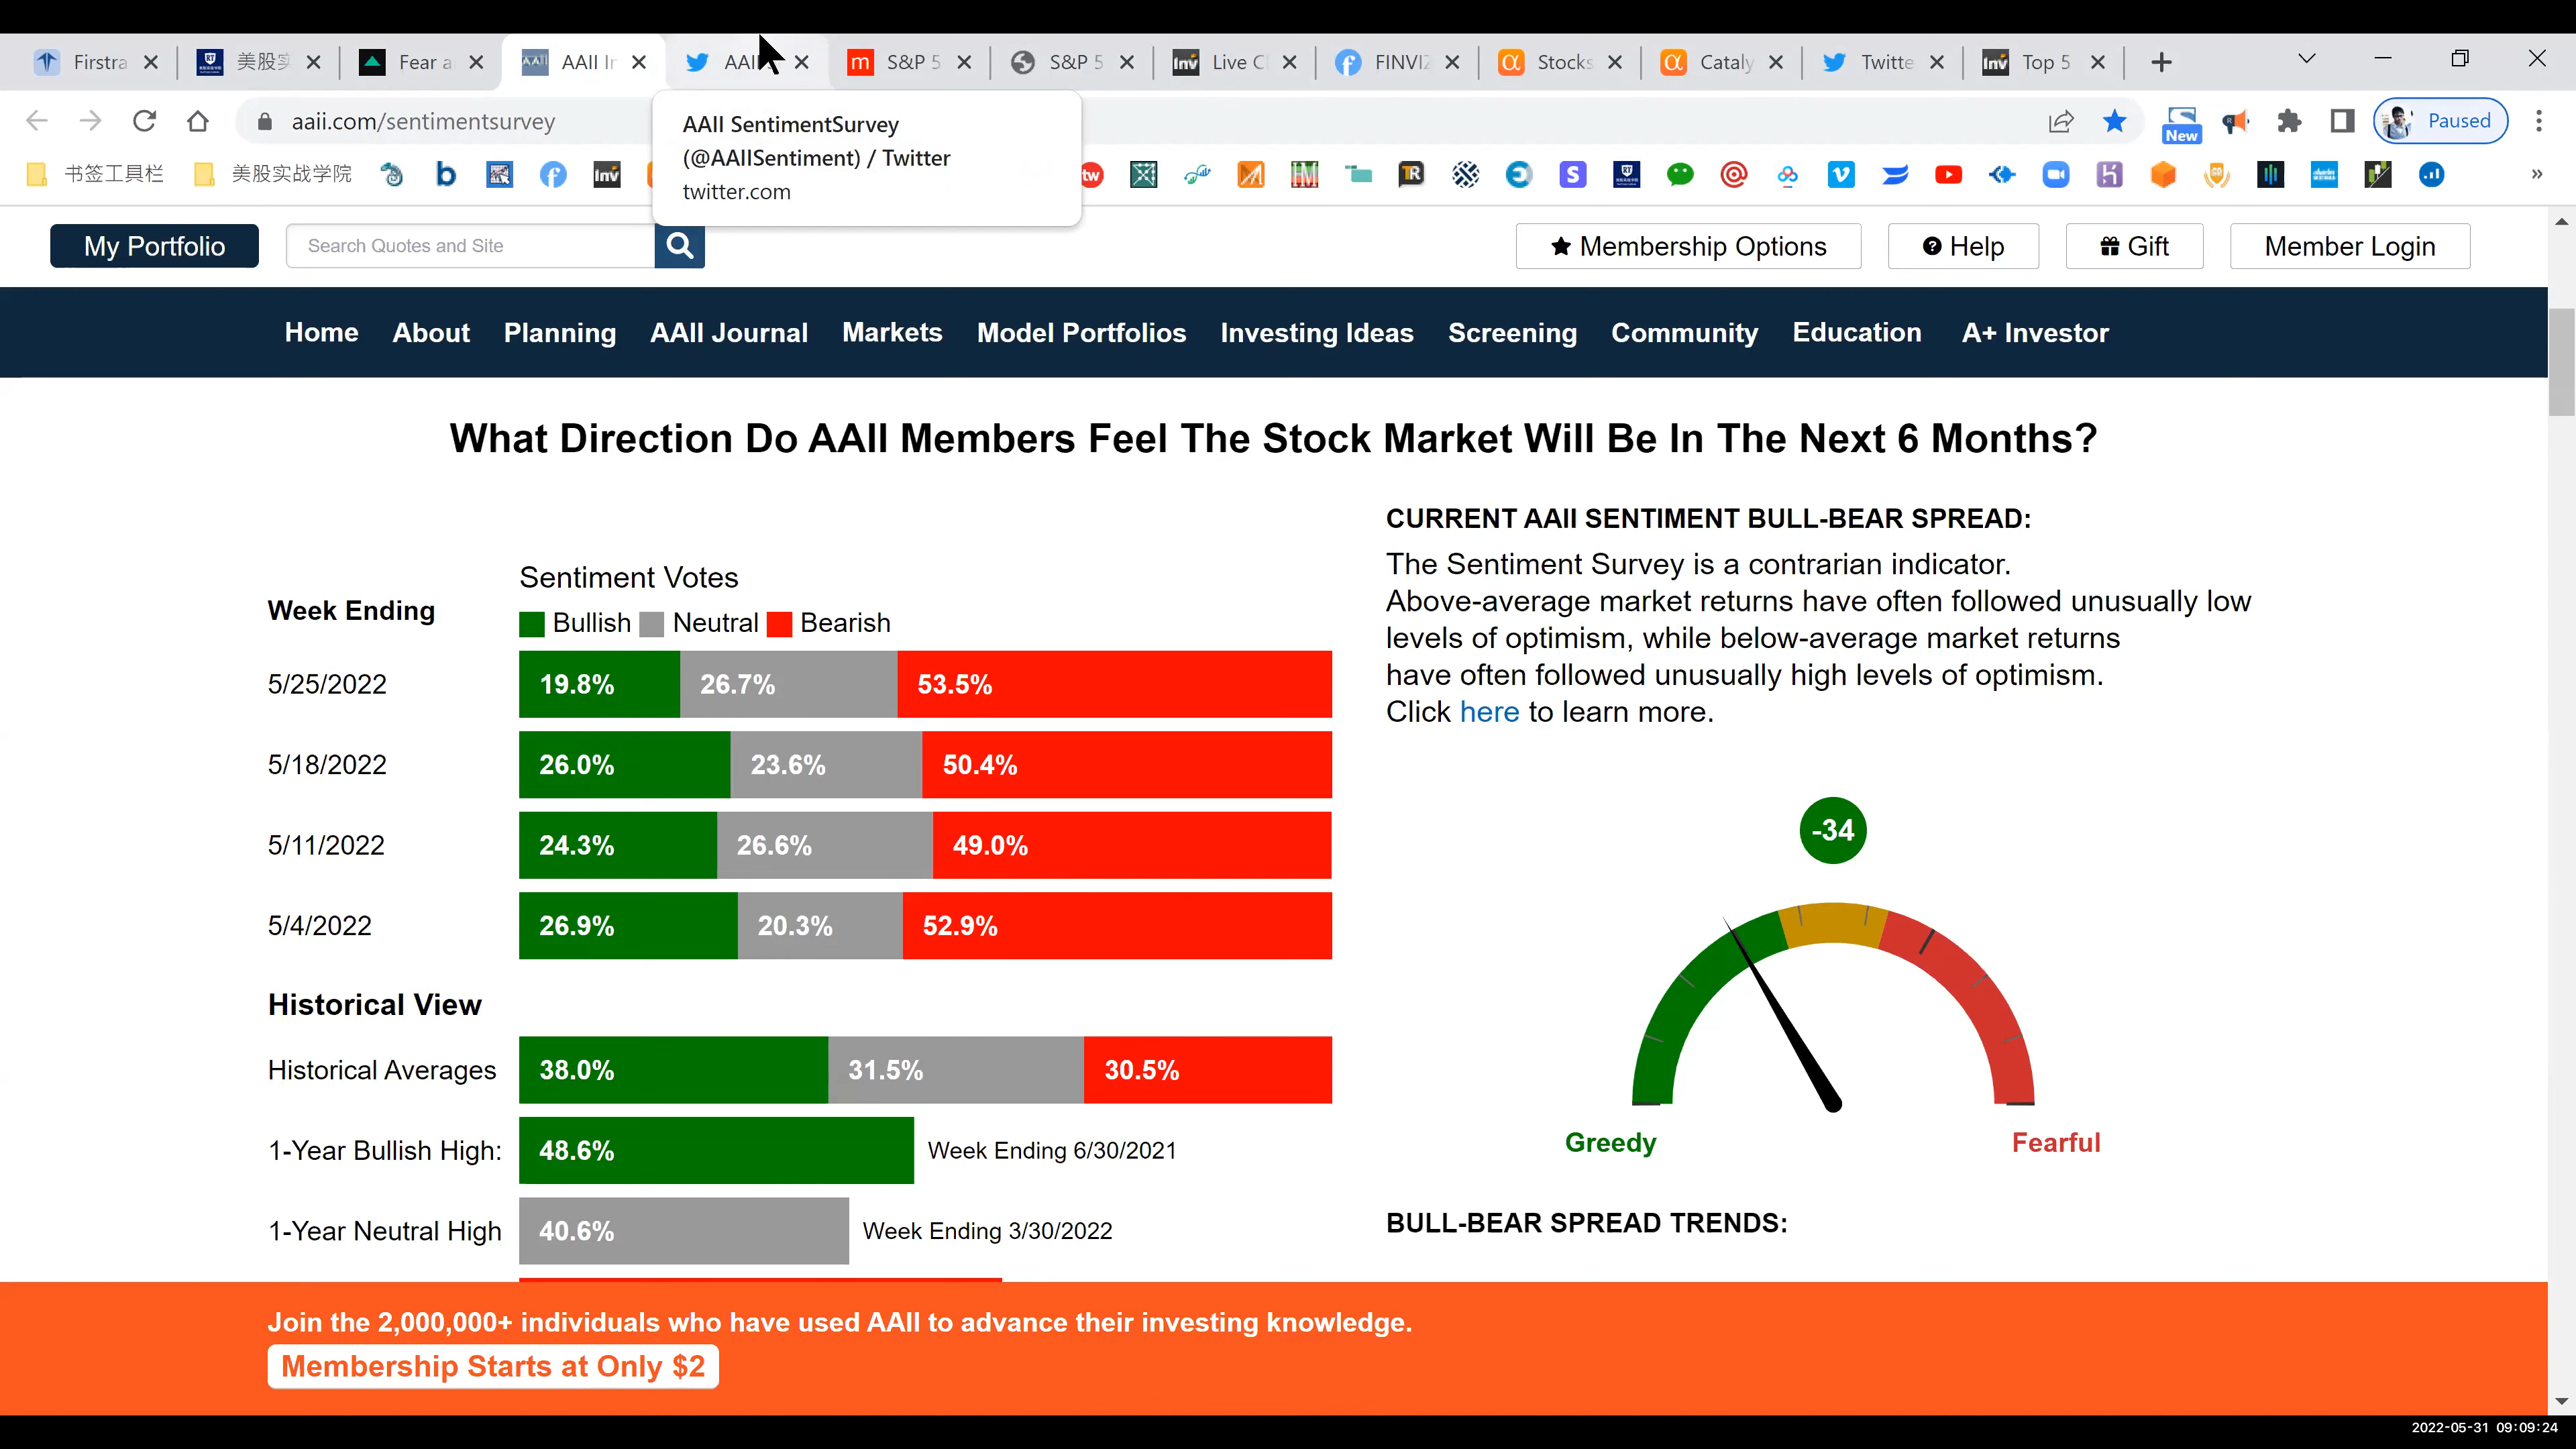 Firstra
美股实
Fear a
AAII In
AAII
S&P 5
S&P 5
Live C
FINVIZ
Stocks
Cataly
Twitte
Top 5
aaii.com/sentimentsurvey
New
Paused
AAII SentimentSurvey
(@AAIISentiment) / Twitter
twitter.com
书签工具栏
美股实战学院
My Portfolio
Search Quotes and Site
Membership Options
Help
Gift
Member Login
Home About Planning AAII Journal Markets Model Portfolios Investing Ideas Screening Community Education A+ Investor
What Direction Do AAII Members Feel The Stock Market Will Be In The Next 6 Months?
Sentiment Votes
Week Ending
Bullish Neutral Bearish
5/25/2022 19.8% 26.7% 53.5%
5/18/2022 26.0% 23.6% 50.4%
5/11/2022 24.3% 26.6% 49.0%
5/4/2022 26.9% 20.3% 52.9%
Historical View
Historical Averages 38.0% 31.5% 30.5%
1-Year Bullish High: 48.6% Week Ending 6/30/2021
1-Year Neutral High 40.6% Week Ending 3/30/2022
CURRENT AAII SENTIMENT BULL-BEAR SPREAD:
The Sentiment Survey is a contrarian indicator.
Above-average market returns have often followed unusually low
levels of optimism, while below-average market returns
have often followed unusually high levels of optimism.
Click here to learn more.
-34
Greedy
Fearful
BULL-BEAR SPREAD TRENDS:
Join the 2,000,000+ individuals who have used AAII to advance their investing knowledge.
Membership Starts at Only $2
2022-05-31 09:09:24